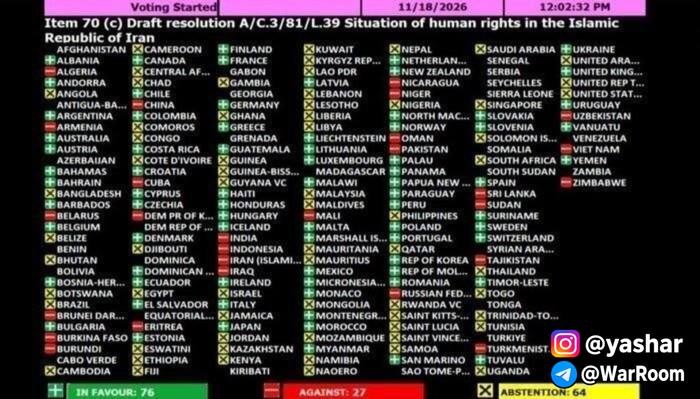 Voting Started 11/18/2026 12:02:32 PM
Item 70 (c) Draft resolution A/C.3/81/L.39 Situation of human rights in the Islamic
Republic of Iran
AFGHANISTAN
ALBANIA
ALGERIA
ANDORRA
ANGOLA
ANTIGUA-BA...
ARGENTINA
ARMENIA
AUSTRALIA
AUSTRIA
AZERBAIJAN
BAHAMAS
BAHRAIN
BANGLADESH
BARBADOS
BELARUS
BELGIUM
BELIZE
BENIN
BHUTAN
BOLIVIA
BOSNIA-HER...
BOTSWANA
BRAZIL
BRUNEI DAR...
BULGARIA
BURKINA FASO
BURUNDI
CABO VERDE
CAMBODIA
CAMEROON
CANADA
CENTRAL AF...
CHAD
CHILE
CHINA
COLOMBIA
COMOROS
CONGO
COSTA RICA
COTE D'IVOIRE
CROATIA
CUBA
CYPRUS
CZECHIA
DEM PR OF K...
DEM REP OF ...
DENMARK
DJIBOUTI
DOMINICA
DOMINICAN ...
ECUADOR
EGYPT
EL SALVADOR
EQUATORIAL...
ERITREA
ESTONIA
ESWATINI
ETHIOPIA
FIJI
FINLAND
FRANCE
GABON
GAMBIA
GEORGIA
GERMANY
GHANA
GREECE
GRENADA
GUATEMALA
GUINEA
GUINEA-BISS...
GUYANA VC
HAITI
HONDURAS
HUNGARY
ICELAND
INDIA
INDONESIA
IRAN (ISLAMI...
IRAQ
IRELAND
ISRAEL
ITALY
JAMAICA
JAPAN
JORDAN
KAZAKHSTAN
KENYA
KIRIBATI
KUWAIT
KYRGYZ REP...
LAO PDR
LATVIA
LEBANON
LESOTHO
LIBERIA
LIBYA
LIECHTENSTEIN
LITHUANIA
LUXEMBOURG
MADAGASCAR
MALAWI
MALAYSIA
MALDIVES
MALI
MALTA
MARSHALL IS...
MAURITANIA
MAURITIUS
MEXICO
MICRONESIA...
MONACO
MONGOLIA
MONTENEGR...
MOROCCO
MOZAMBIQUE
MYANMAR
NAMIBIA
NAOERO
NEPAL
NETHERLAN...
NEW ZEALAND
NICARAGUA
NIGER
NIGERIA
NORTH MAC...
NORWAY
OMAN
PAKISTAN
PALAU
PANAMA
PAPUA NEW ...
PARAGUAY
PERU
PHILIPPINES
POLAND
PORTUGAL
QATAR
REP OF KOREA
REP OF MOL...
ROMANIA
RUSSIAN FED...
RWANDA VC
SAINT KITTS-...
SAINT LUCIA
SAINT VINCE...
SAMOA
SAN MARINO
SAO TOME-P...
SAUDI ARABIA
SENEGAL
SERBIA
SEYCHELLES
SIERRA LEONE
SINGAPORE
SLOVAKIA
SLOVENIA
SOLOMON IS...
SOMALIA
SOUTH AFRICA
SOUTH SUDAN
SPAIN
SRI LANKA
SUDAN
SURINAME
SWEDEN
SWITZERLAND
SYRIAN ARA...
TAJIKISTAN
THAILAND
TIMOR-LESTE
TOGO
TONGA
TRINIDAD-TO...
TUNISIA
TURKIYE
TURKMENIST...
TUVALU
UGANDA
UKRAINE
UNITED ARA...
UNITED KING...
UNITED REP T...
UNITED STAT...
URUGUAY
UZBEKISTAN
VANUATU
VENEZUELA
VIET NAM
YEMEN
ZAMBIA
ZIMBABWE
IN FAVOUR: 76 AGAINST: 27 ABSTENTION: 64
@yashar
@WarRoom